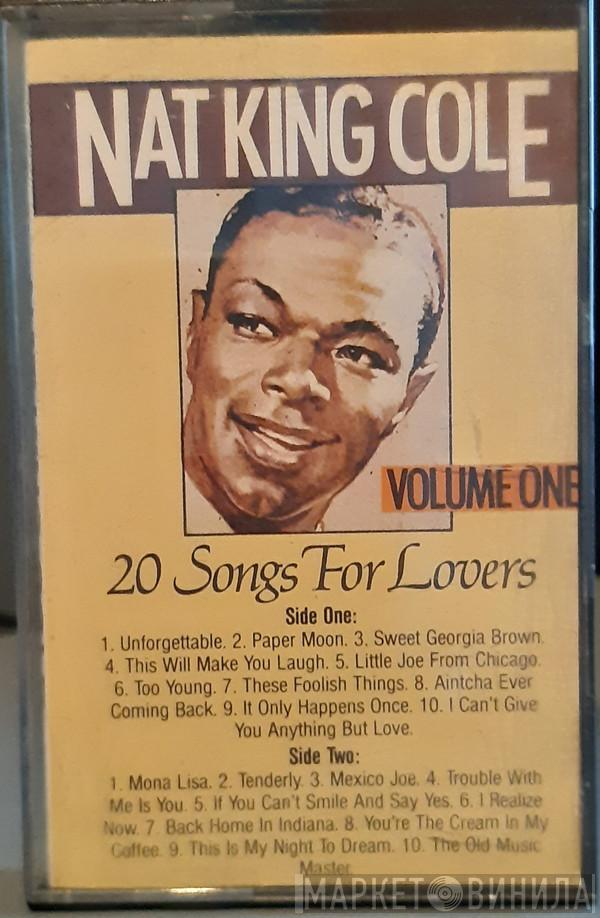 NAT KING COLE
VOLUME ONE
20 Songs For Lovers
Side One:
1. Unforgettable. 2. Paper Moon. 3. Sweet Georgia Brown.
4. This Will Make You Laugh. 5. Little Joe From Chicago.
6. Too Young. 7. These Foolish Things. 8. Aintcha Ever
Coming Back. 9. It Only Happens Once. 10. I Can't Give
You Anything But Love.
Side Two:
1. Mona Lisa. 2. Tenderly. 3. Mexico Joe. 4. Trouble With
Me Is You. 5. If You Can't Smile And Say Yes. 6. I Realize
Now. 7. Back Home In Indiana. 8. You're The Cream In My
Coffee. 9. This Is My Night To Dream. 10. The Old Music
Master.
МАРКЕТ ВИНИЛА